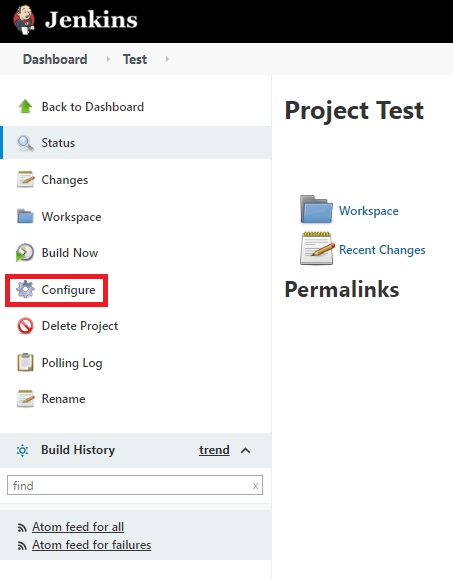 Jenkins
Dashboard Test
Back to Dashboard
Status
Changes
Workspace
Build Now
Configure
Delete Project
Polling Log
Rename
Build History trend
find x
Atom feed for all
Atom feed for failures
Project Test
Workspace
Recent Changes
Permalinks